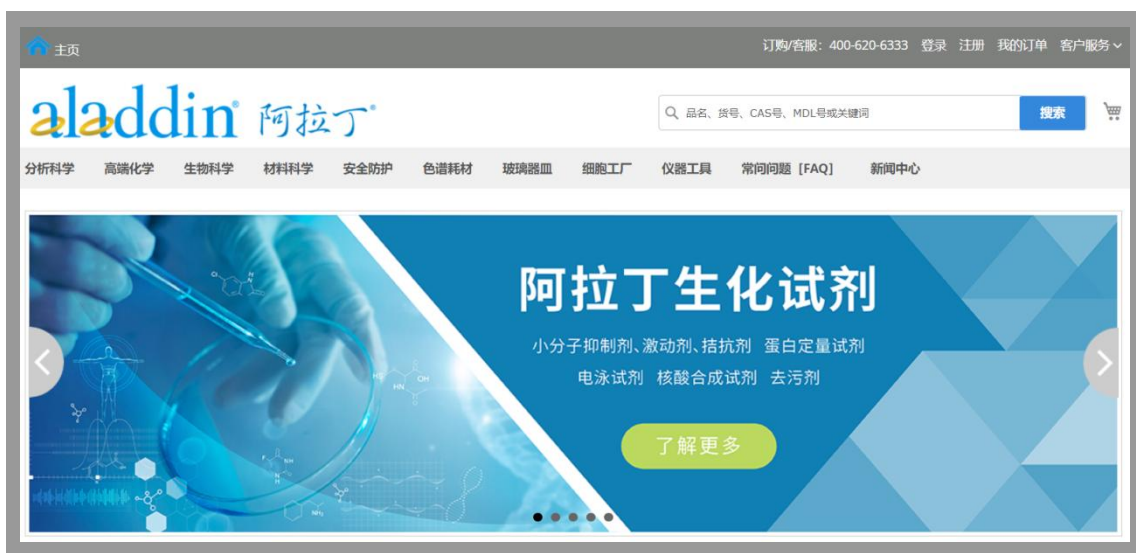 主页
订购/客服：400-620-6333 登录 注册 我的订单 客户服务
aladdin® 阿拉丁®
品名、货号、CAS号、MDL号或关键词
搜索
分析科学 高端化学 生物科学 材料科学 安全防护 色谱耗材 玻璃器皿 细胞工厂 仪器工具 常问问题 [FAQ] 新闻中心
阿拉丁生化试剂
小分子抑制剂、激动剂、拮抗剂 蛋白定量试剂
电泳试剂 核酸合成试剂 去污剂
了解更多
HS
HN
OH
NH
NH₂